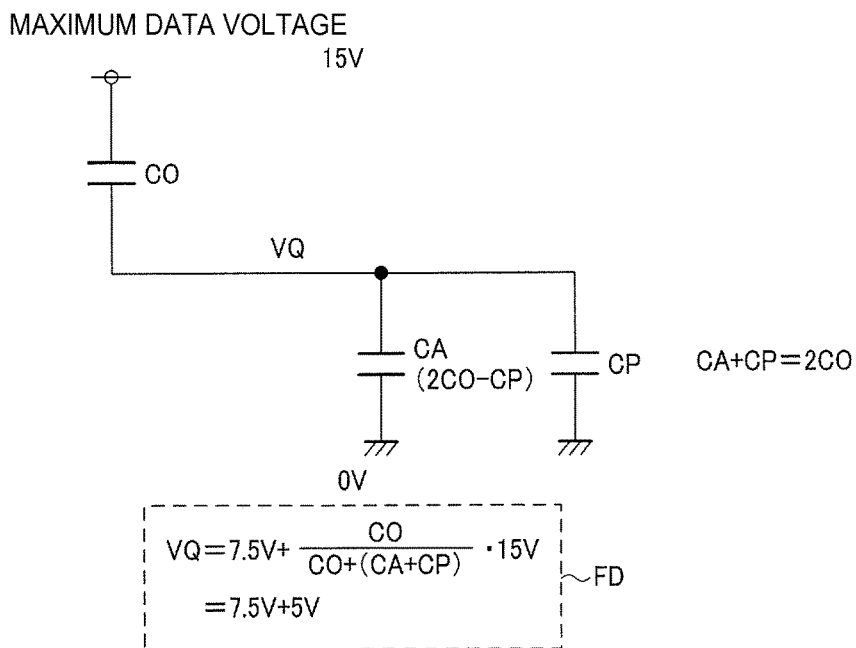 MAXIMUM DATA VOLTAGE
15V
CO
VQ
CA
(2CO-CP)
CP
CA+CP=2CO
0V
VQ=7.5V+ CO/CO+(CA+CP) ·15V
=7.5V+5V
FD